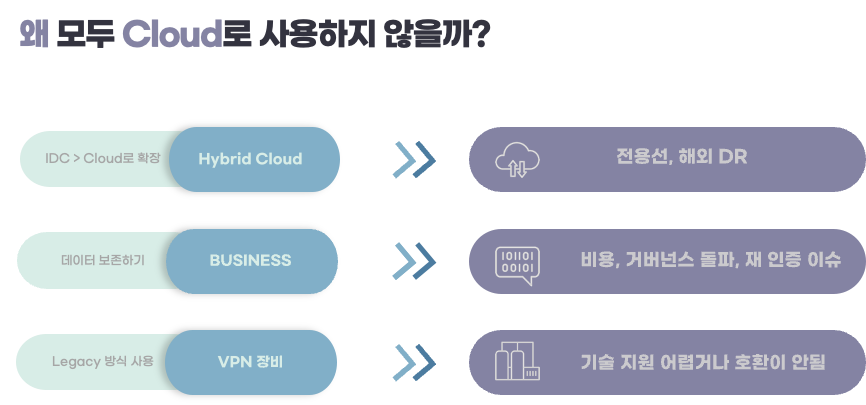 왜 모두 Cloud로 사용하지 않을까?
IDC > Cloud로 확장 Hybrid Cloud 전용선, 해외 DR
데이터 보존하기 BUSINESS 비용, 거버넌스 돌파, 재 인증 이슈
Legacy 방식 사용 VPN 장비 기술 지원 어렵거나 호환이 안됨